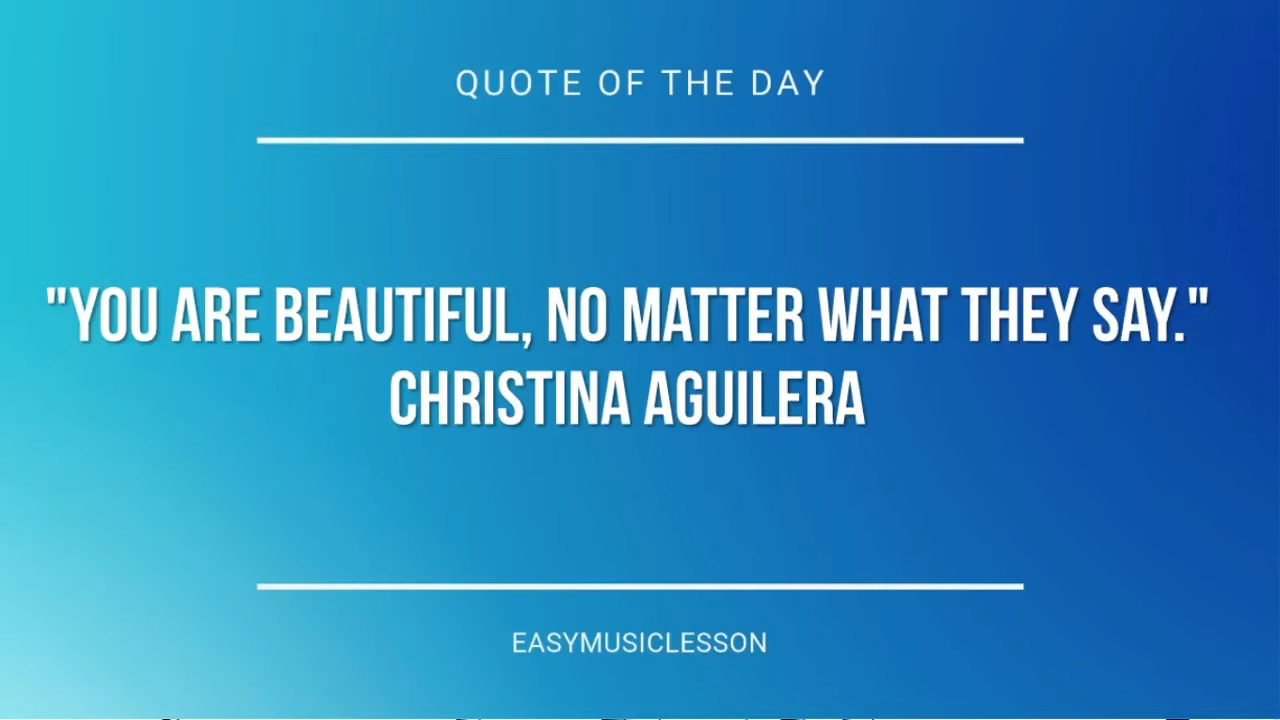 QUOTE OF THE DAY
"YOU ARE BEAUTIFUL, NO MATTER WHAT THEY SAY."
CHRISTINA AGUILERA
EASYMUSICLESSON